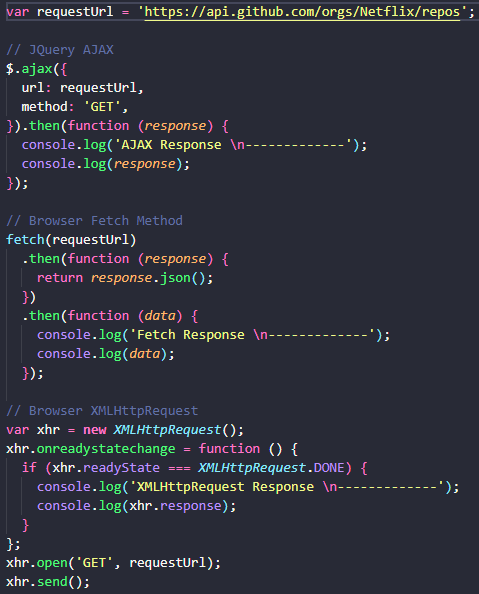 var requestUrl = 'https://api.github.com/orgs/Netflix/repos';

// JQuery AJAX
$.ajax({
  url: requestUrl,
  method: 'GET',
}).then(function (response) {
  console.log('AJAX Response \n-------------');
  console.log(response);
});

// Browser Fetch Method
fetch(requestUrl)
  .then(function (response) {
    return response.json();
  })
  .then(function (data) {
    console.log('Fetch Response \n-------------');
    console.log(data);
  });

// Browser XMLHttpRequest
var xhr = new XMLHttpRequest();
xhr.onreadystatechange = function () {
  if (xhr.readyState === XMLHttpRequest.DONE) {
    console.log('XMLHttpRequest Response \n-------------');
    console.log(xhr.response);
  }
};
xhr.open('GET', requestUrl);
xhr.send();